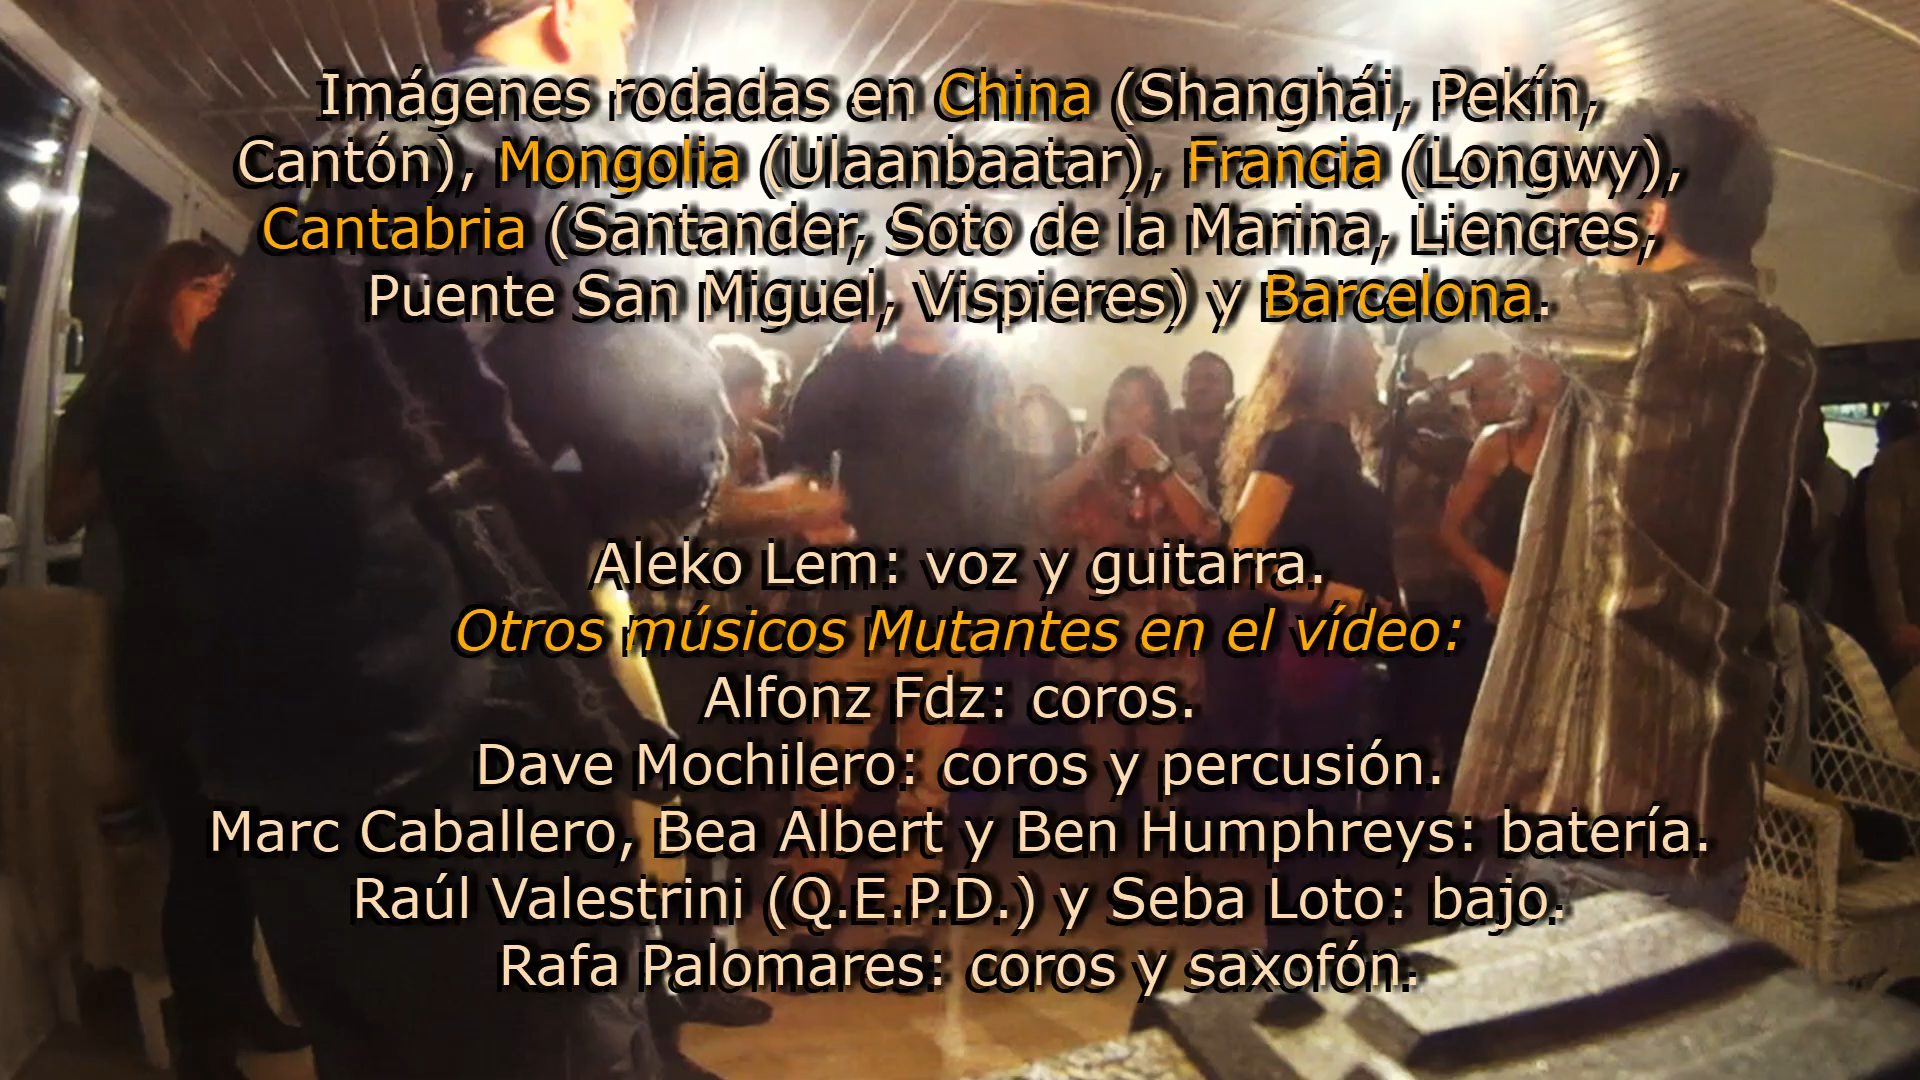 Imágenes rodadas en China (Shanghái, Pekín,
Cantón), Mongolia (Ulaanbaatar), Francia (Longwy),
Cantabria (Santander, Soto de la Marina, Liencres,
Puente San Miguel, Vispieres) y Barcelona.
Aleko Lem: voz y guitarra.
Otros músicos Mutantes en el vídeo:
Alfonz Fdz: coros.
Dave Mochilero: coros y percusión.
Marc Caballero, Bea Albert y Ben Humphreys: batería.
Raúl Valestrini (Q.E.P.D.) y Seba Loto: bajo.
Rafa Palomares: coros y saxofón.